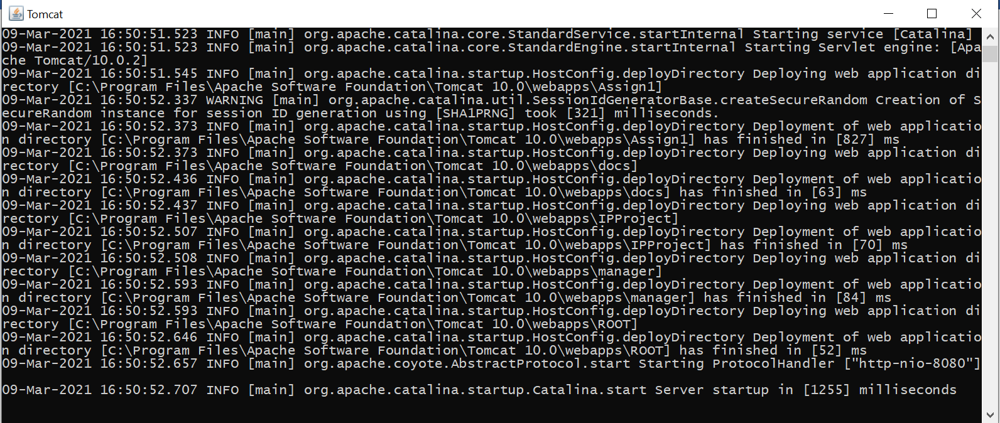 Tomcat
09-Mar-2021 16:50:51.523 INFO [main] org.apache.catalina.core.StandardService.startInternal Starting service [Catalina]
09-Mar-2021 16:50:51.523 INFO [main] org.apache.catalina.core.StandardEngine.startInternal Starting Servlet engine: [Apa
che Tomcat/10.0.2]
09-Mar-2021 16:50:51.545 INFO [main] org.apache.catalina.startup.HostConfig.deployDirectory Deploying web application di
rectory [C:\Program Files\Apache Software Foundation\Tomcat 10.0\webapps\Assign1]
09-Mar-2021 16:50:52.337 WARNING [main] org.apache.catalina.util.SessionIdGeneratorBase.createSecureRandom Creation of S
ecureRandom instance for session ID generation using [SHA1PRNG] took [321] milliseconds.
09-Mar-2021 16:50:52.373 INFO [main] org.apache.catalina.startup.HostConfig.deployDirectory Deployment of web applicatio
n directory [C:\Program Files\Apache Software Foundation\Tomcat 10.0\webapps\Assign1] has finished in [827] ms
09-Mar-2021 16:50:52.373 INFO [main] org.apache.catalina.startup.HostConfig.deployDirectory Deploying web application di
rectory [C:\Program Files\Apache Software Foundation\Tomcat 10.0\webapps\docs]
09-Mar-2021 16:50:52.436 INFO [main] org.apache.catalina.startup.HostConfig.deployDirectory Deployment of web applicatio
n directory [C:\Program Files\Apache Software Foundation\Tomcat 10.0\webapps\docs] has finished in [63] ms
09-Mar-2021 16:50:52.437 INFO [main] org.apache.catalina.startup.HostConfig.deployDirectory Deploying web application di
rectory [C:\Program Files\Apache Software Foundation\Tomcat 10.0\webapps\IPProject]
09-Mar-2021 16:50:52.507 INFO [main] org.apache.catalina.startup.HostConfig.deployDirectory Deployment of web applicatio
n directory [C:\Program Files\Apache Software Foundation\Tomcat 10.0\webapps\IPProject] has finished in [70] ms
09-Mar-2021 16:50:52.508 INFO [main] org.apache.catalina.startup.HostConfig.deployDirectory Deploying web application di
rectory [C:\Program Files\Apache Software Foundation\Tomcat 10.0\webapps\manager]
09-Mar-2021 16:50:52.593 INFO [main] org.apache.catalina.startup.HostConfig.deployDirectory Deployment of web applicatio
n directory [C:\Program Files\Apache Software Foundation\Tomcat 10.0\webapps\manager] has finished in [84] ms
09-Mar-2021 16:50:52.593 INFO [main] org.apache.catalina.startup.HostConfig.deployDirectory Deploying web application di
rectory [C:\Program Files\Apache Software Foundation\Tomcat 10.0\webapps\ROOT]
09-Mar-2021 16:50:52.646 INFO [main] org.apache.catalina.startup.HostConfig.deployDirectory Deployment of web applicatio
n directory [C:\Program Files\Apache Software Foundation\Tomcat 10.0\webapps\ROOT] has finished in [52] ms
09-Mar-2021 16:50:52.657 INFO [main] org.apache.coyote.AbstractProtocol.start Starting ProtocolHandler ["http-nio-8080"]
09-Mar-2021 16:50:52.707 INFO [main] org.apache.catalina.startup.Catalina.start Server startup in [1255] milliseconds